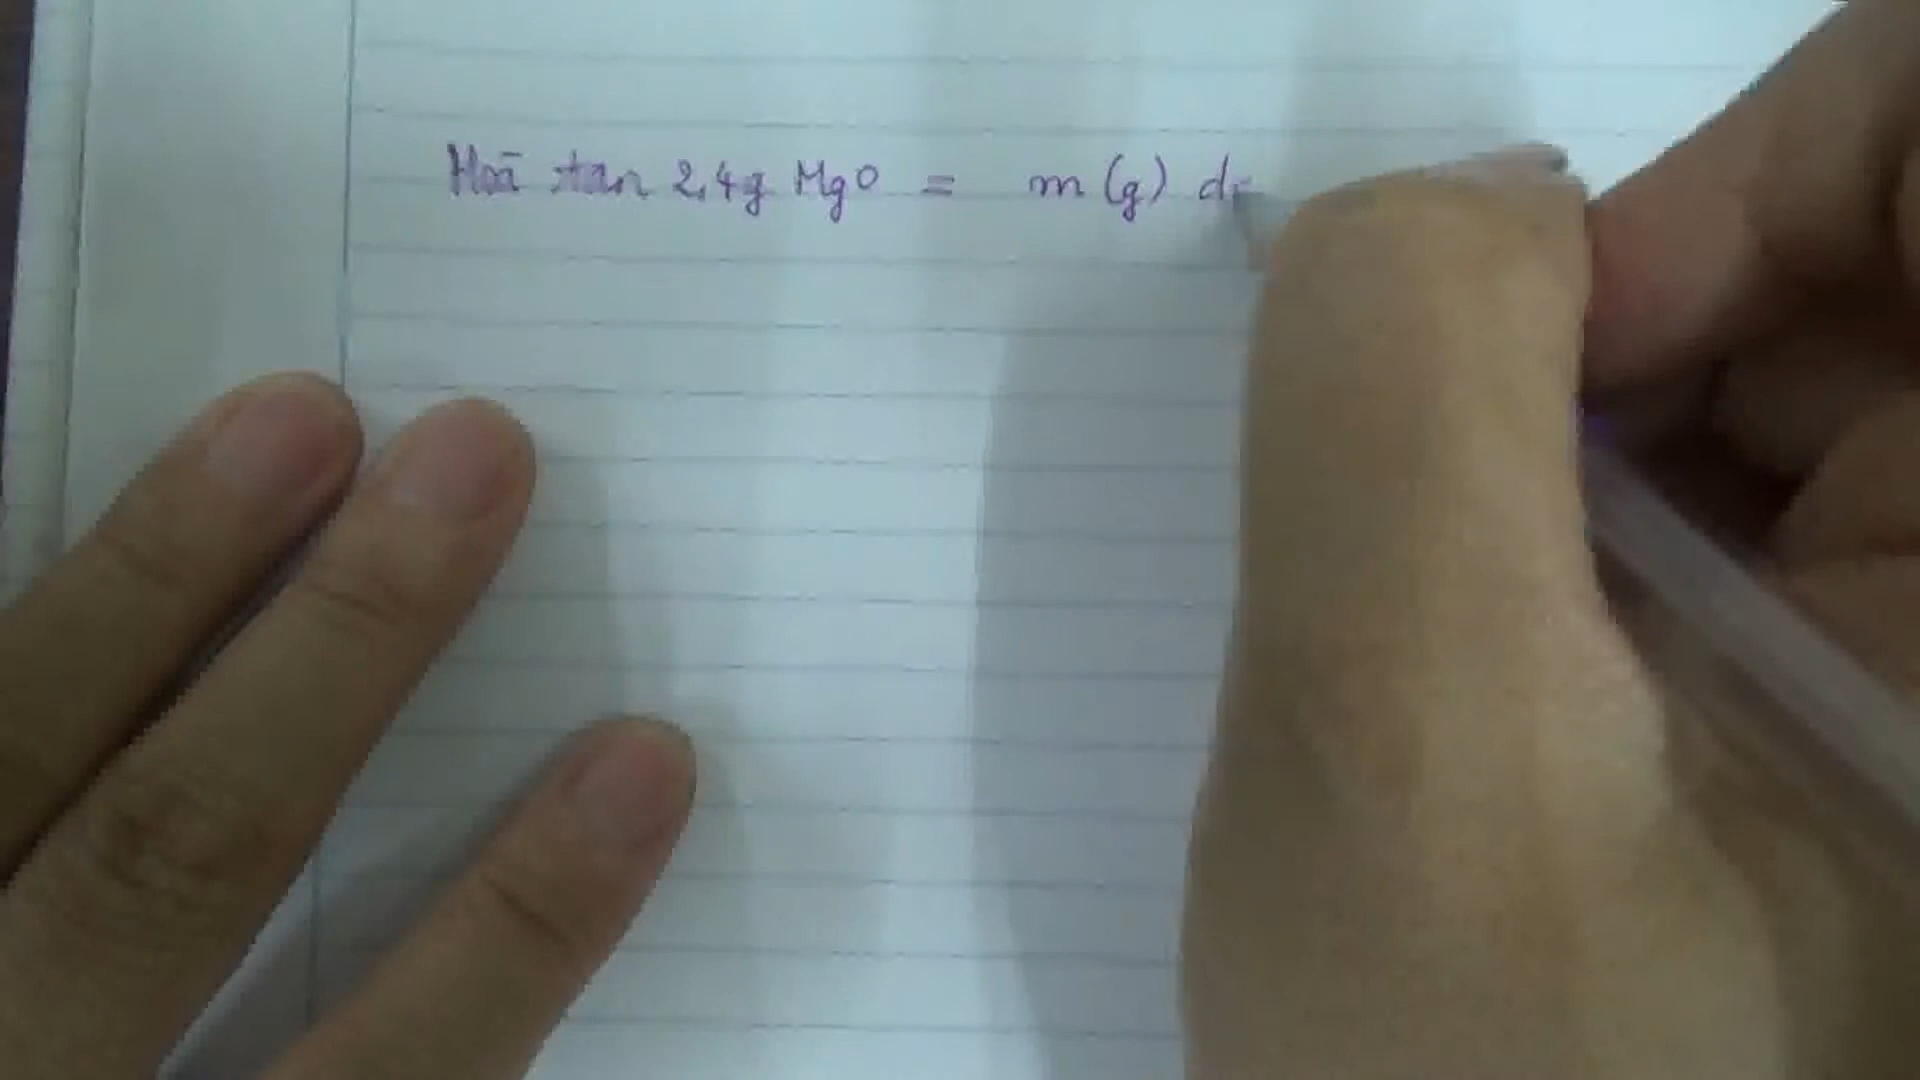 Hoà tan 2,4g MgO = m (g) d